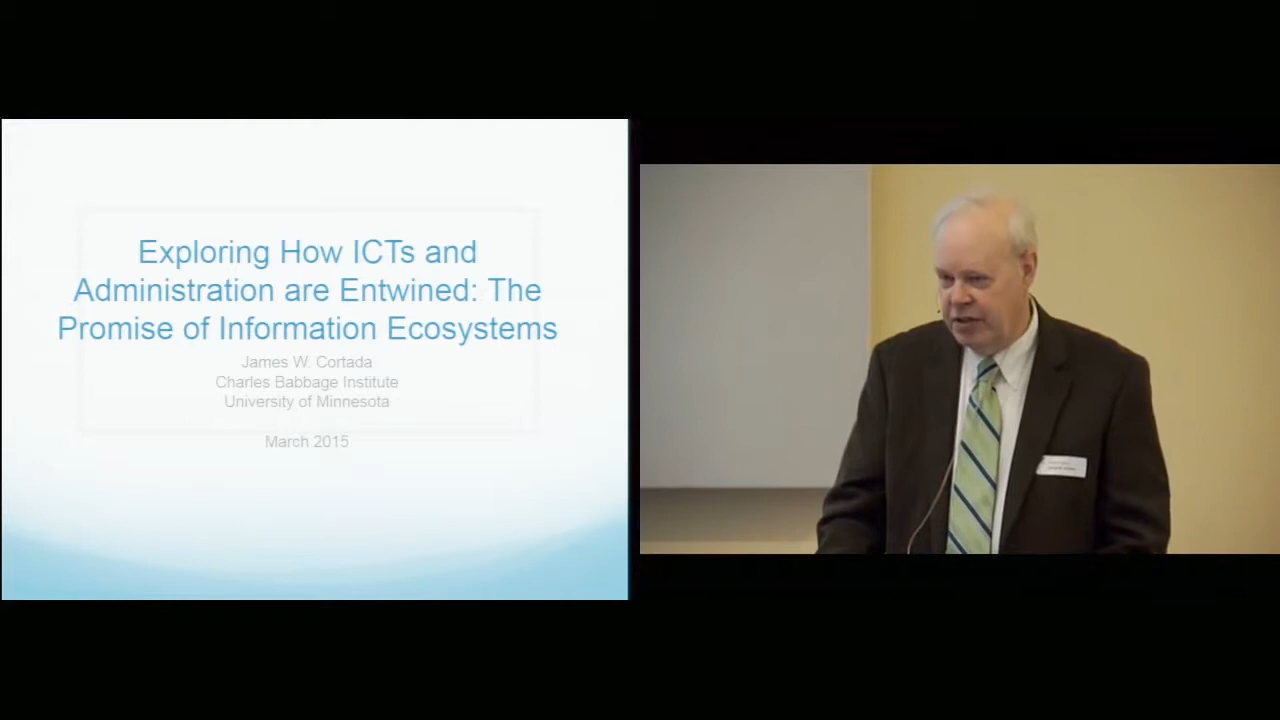 Exploring How ICTs and
Administration are Entwined: The
Promise of Information Ecosystems
James W. Cortada
Charles Babbage Institute
University of Minnesota
March 2015